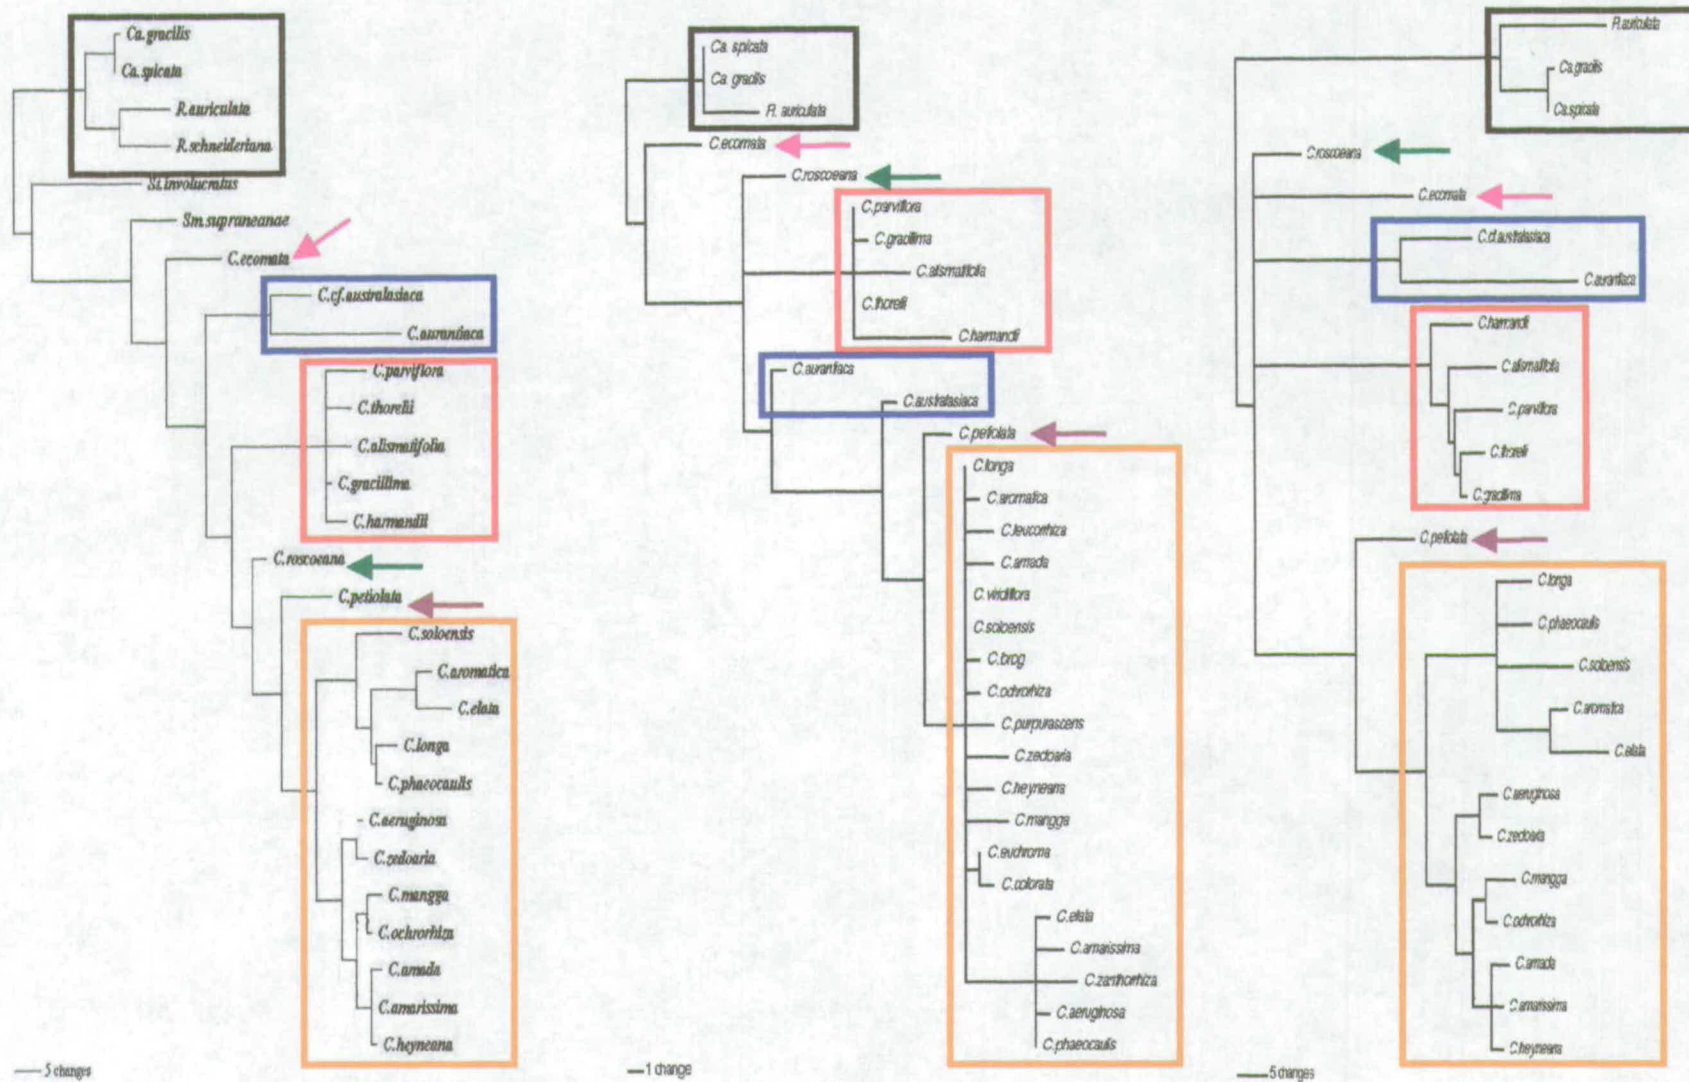 Ca.gracilis
Ca.spicata
R.auriculata
R.schneideriana
St.involucratus
Sm.supraneanae
C.ecomata
C.cf.australasiaca
C.aurantiaca
C.parviflora
C.thorelii
C.alismatifolia
C.gracillima
C.harmandii
C.roscoeana
C.petiolata
C.soloensis
C.aromatica
C.elata
C.longa
C.phaeocaulis
C.aeruginosa
C.zedoaria
C.mangga
C.ochrorhiza
C.amada
C.amarissima
C.heyneana
5 changes
Ca. spicata
Ca. gracilis
R. auriculata
C.ecomata
C.roscoeana
C.parviflora
C.gracillima
C.alismatifolia
C.thorelii
C.harmandii
C.aurantiaca
C.australasiaca
C.petiolata
C.longa
C.aromatica
C.leucorrhiza
C.amada
C.viridiflora
C.soloensis
C.torog
C.ochrorhiza
C.purpurascens
C.zedoaria
C.heyneana
C.mangga
C.euchroma
C.colorata
C.elata
C.amarissima
C.zanthorrhiza
C.aeruginosa
C.phaeocaulis
1 change
R.auriculata
Ca.gracilis
Ca.spicata
C.roscoeana
C.ecomata
C.cf.australasiaca
C.aurantiaca
C.harmandii
C.alismatifolia
C.parviflora
C.thorelii
C.gracillima
C.petiolata
C.longa
C.phaeocaulis
C.soloensis
C.aromatica
C.elata
C.aeruginosa
C.zedoaria
C.mangga
C.ochrorhiza
C.amada
C.amarissima
C.heyneana
5 changes